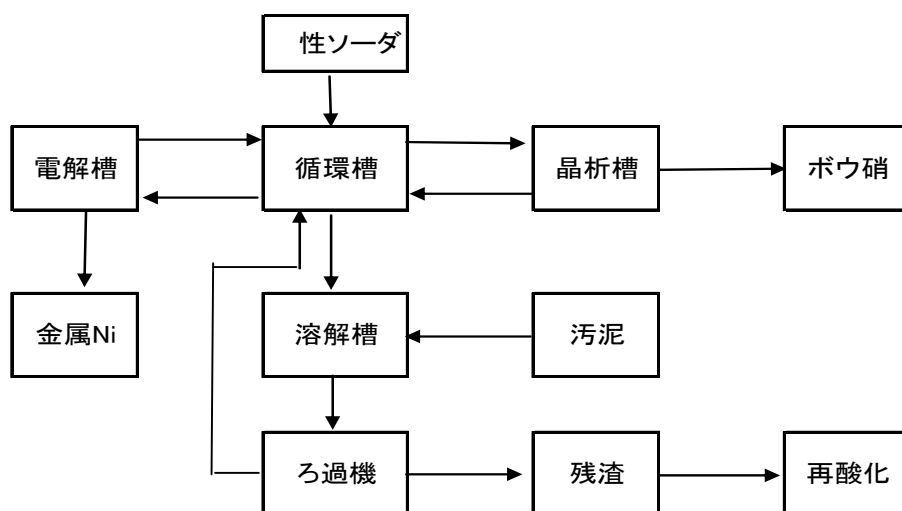 性ソーダ
電解槽
循環槽
晶析槽
ボウ硝
金属Ni
溶解槽
汚泥
ろ過機
残渣
再酸化